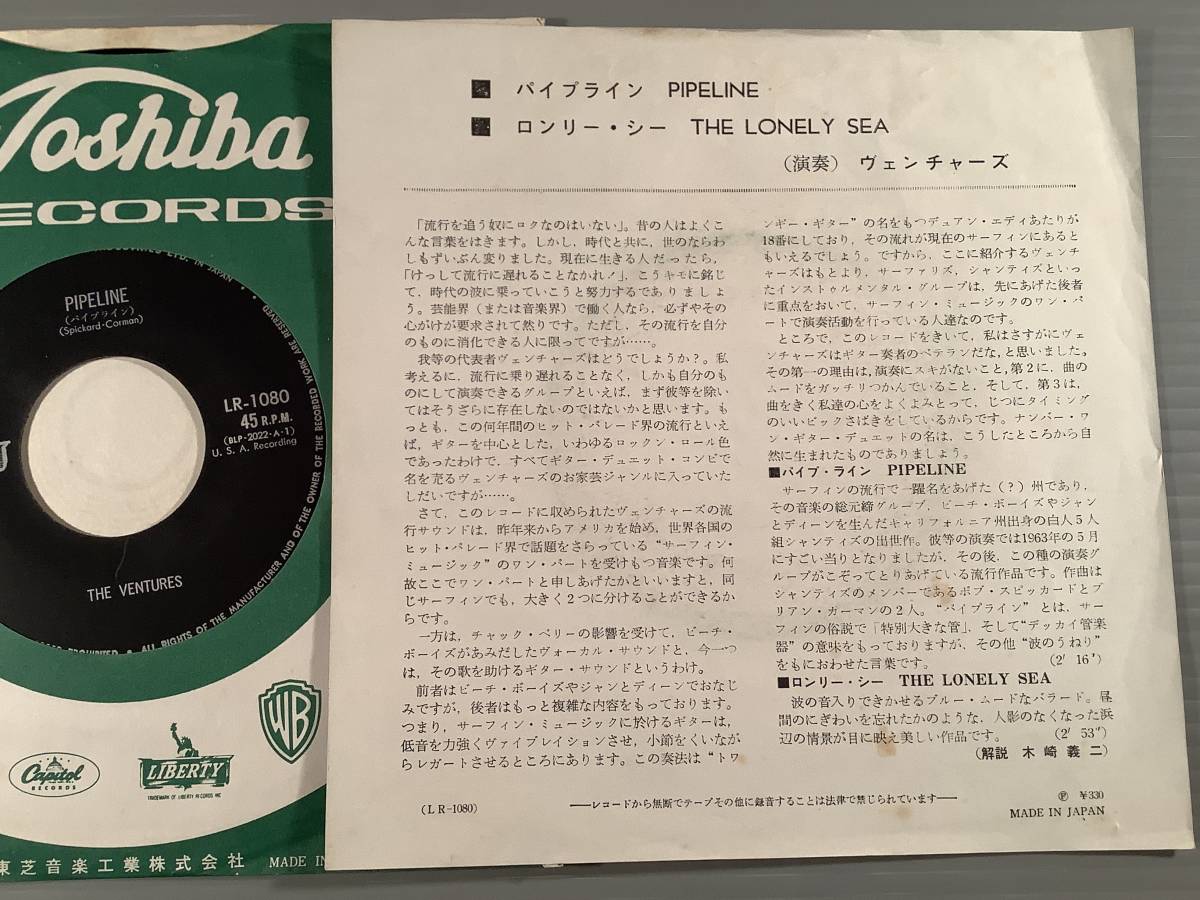 Toshiba
ECORDS
PIPELINE
(パイプライン)
(Spickard・Corman)
LR-1080
45 R.P.M.
(BLP-2022-A-1)
U. S. A. Recording
THE VENTURES
ALL RIGHTS OF THE MANUFACTURER AND OF THE OWNER OF THE RECORDED WORK ARE RESERVED
Capitol
RECORDS
LIBERTY
TRADEMARK OF LIBERTY RECORDS INC
WB
東芝音楽工業株式会社 MADE IN
■ パイプライン PIPELINE
■ ロンリー・シー THE LONELY SEA
(演奏) ヴェンチャーズ
「流行を追う奴にロクなのはいない」。昔の人はよくこ
んな言葉をはきます。しかし、時代と共に、世のならわ
しもずいぶん変りました。現在に生きる人だったら、
「けっして流行に遅れることなかれ！」、こうキモに銘じ
て、時代の波に乗っていこうと努力するでありましょ
う。芸能界（または音楽界）で働く人なら、必ずやその
心がけが要求されて然りです。ただし、その流行を自分
のものに消化できる人に限ってですが……。
我等の代表者ヴェンチャーズはどうでしょうか？。私
考えるに、流行に乗り遅れることなく、しかも自分のも
のにして演奏できるグループといえば、まず彼等を除い
てはそうざらに存在しないのではないかと思います。も
っとも、この何年間のヒット・パレード界の流行といえ
ば、ギターを中心とした、いわゆるロックン・ロール色
であったわけで、すべてギター・デュエット・コンビで
名を売るヴェンチャーズのお家芸ジャンルに入っていた
しだいですが……。
さて、このレコードに収められたヴェンチャーズの流
行サウンドは、昨年来からアメリカを始め、世界各国の
ヒット・パレード界で話題をさらっている“サーフィン・
ミュージック”のワン・パートを受けもつ音楽です。何
故ここでワン・パートと申しあげたかといいますと、同
じサーフィンでも、大きく２つに分けることができるか
らです。
一方は、チャック・ベリーの影響を受けて、ビーチ・
ボーイズがあみだしたヴォーカル・サウンドと、今一つ
は、その歌を助けるギター・サウンドというわけ。
前者はビーチ・ボーイズやジャンとディーンでおなじ
みですが、後者はもっと複雑な内容をもっております。
つまり、サーフィン・ミュージックに於けるギターは、
低音を力強くヴァイブレイションさせ、小節をくいなが
らレガートさせるところにあります。この奏法は“トワ
ンギー・ギター”の名をもつデュアン・エディあたりが
18番にしており、その流れが現在のサーフィンにあると
もいえるでしょう。ですから、ここに紹介するヴェンチ
ャーズはもとより、サーファリズ、シャンティズといっ
たインストゥルメンタル・グループは、先にあげた後者
に重点をおいて、サーフィン・ミュージックのワン・パ
ートで演奏活動を行っている人達なのです。
ところで、このレコードをきいて、私はさすがにヴェ
ンチャーズはギター奏者のベテランだな、と思いました。
その第一の理由は、演奏にスキがないこと、第２に、曲の
ムードをガッチリつかんでいること、そして、第３は、
曲をきく私達の心をよくよみとって、じつにタイミング
のいいピックさばきをしているからです。ナンバー・ワ
ン・ギター・デュエットの名は、こうしたところから自
然に生まれたものでありましょう。
■パイプ・ライン PIPELINE
サーフィンの流行で一躍名をあげた（？）州であり、
その音楽の総元締グループ、ビーチ・ボーイズやジャン
とディーンを生んだキャリフォルニア州出身の白人５人
組シャンティズの出世作。彼等の演奏では1963年の５月
にすごい当りとなりましたが、その後、この種の演奏グ
ループがこぞってとりあげている流行作品です。作曲は
シャンティズのメンバーであるボブ・スピッカードとブ
リアン・カーマンの２人。“パイプライン”とは、サー
フィンの俗説で「特別大きな管」、そして“デッカイ管楽
器”の意味をもっておりますが、その他“波のうねり”
をもにおわせた言葉です。 (2′ 16″)
■ロンリー・シー THE LONELY SEA
波の音入りできかせるブルー・ムードなバラード。昼
間のにぎわいを忘れたかのような、人影のなくなった浜
辺の情景が目に映え美しい作品です。 (2′ 53″)
(解説 木崎義二)
(LR-1080)
──レコードから無断でテープその他に録音することは法律で禁じられています──
Ⓟ ¥330
MADE IN JAPAN